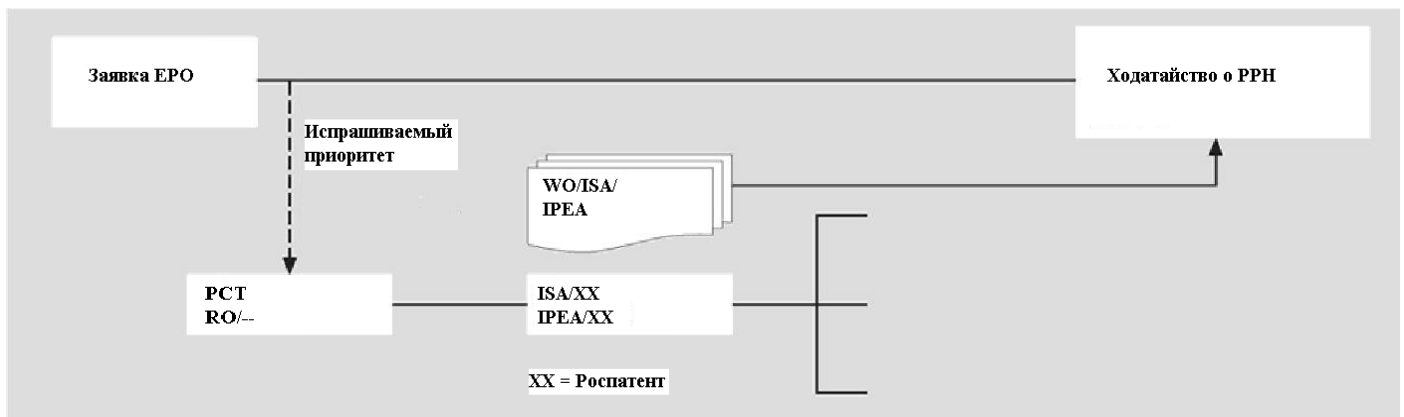 Заявка EPO
Ходатайство о PPH
Испрашиваемый
приоритет
WO/ISA/
IPEA
PCT
RO/--
ISA/XX
IPEA/XX
XX = Роспатент